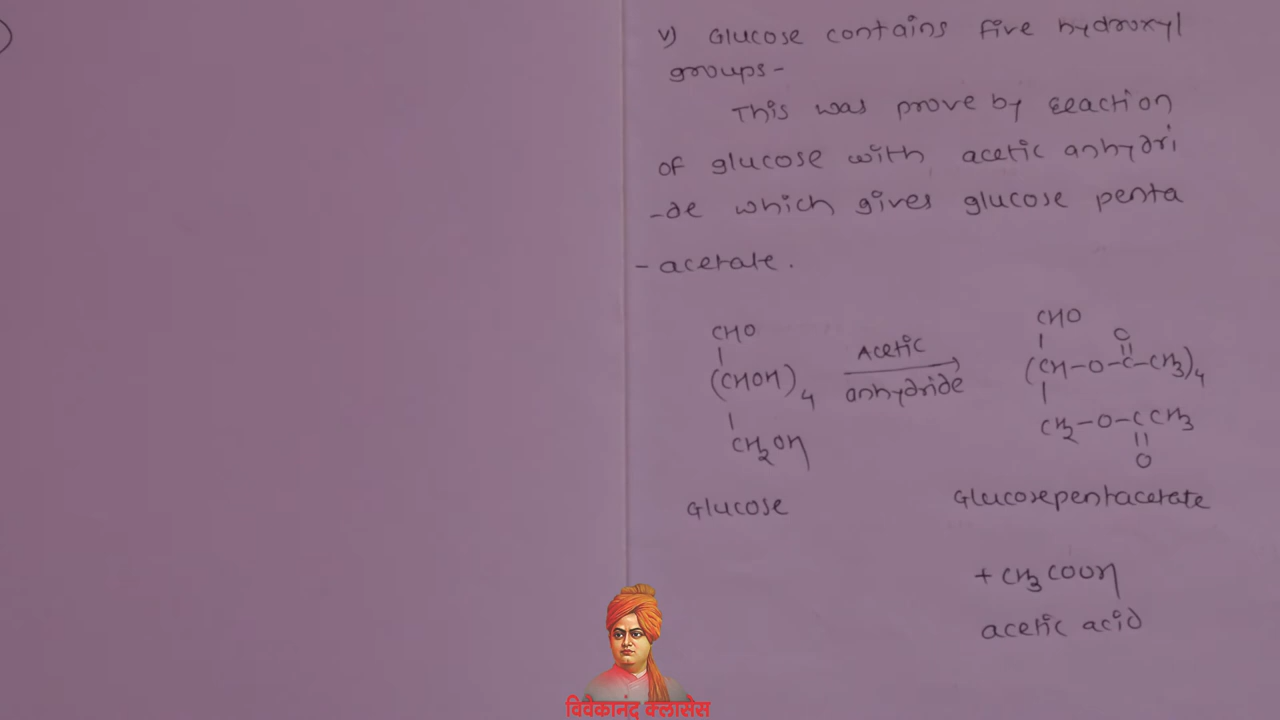 v) Glucose contains five hydroxyl
groups-
This was prove by reaction
of glucose with acetic anhydri
-de which gives glucose penta
-acetate.
CHO
|
(CHOH)4
|
CH2OH
Glucose
Acetic
anhydride
CHO
|
O
||
(CH-O-C-CH3)4
|
CH2-O-CCH3
||
O
Glucosepentacetate
+ CH3COOH
acetic acid
विवेकानंद क्लासेस